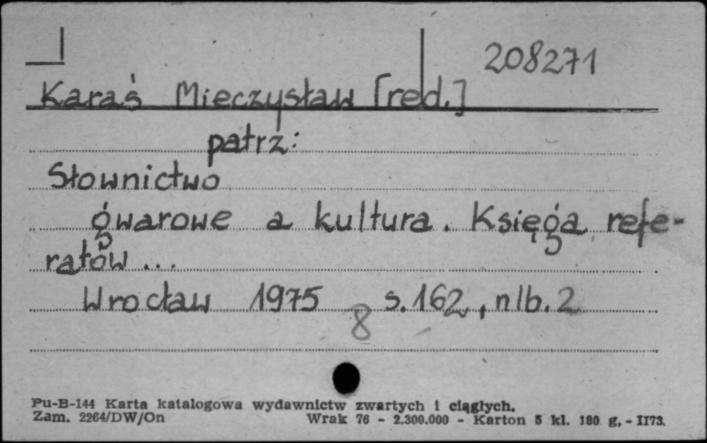 208271
Karaś Mieczysław [red.]
patrz:
Słownictwo
gwarowe a kultura. Księga refe-
ratów...
Wrocław 1975 s.162, nlb. 2
8
Pu-B-144 Karta katalogowa wydawnictw zwartych i ciągłych.
Zam. 2264/DW/On Wrak 76 - 2.300.000 - Karton 5 kl. 180 g. - II73.